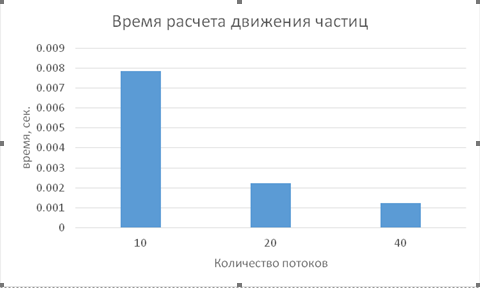 Время расчета движения частиц
0.009
0.008
0.007
0.006
0.005
0.004
0.003
0.002
0.001
0
время, сек.
10 20 40
Количество потоков